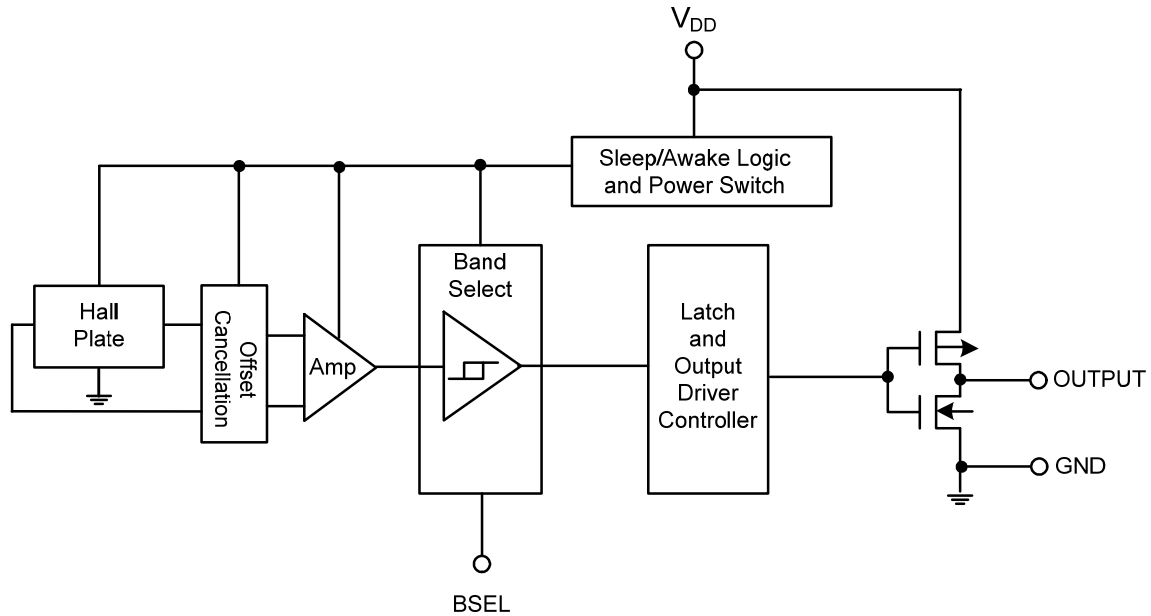 VDD
Sleep/Awake Logic
and Power Switch
Hall
Plate
Offset
Cancellation
Amp
Band
Select
Latch
and
Output
Driver
Controller
OUTPUT
GND
BSEL